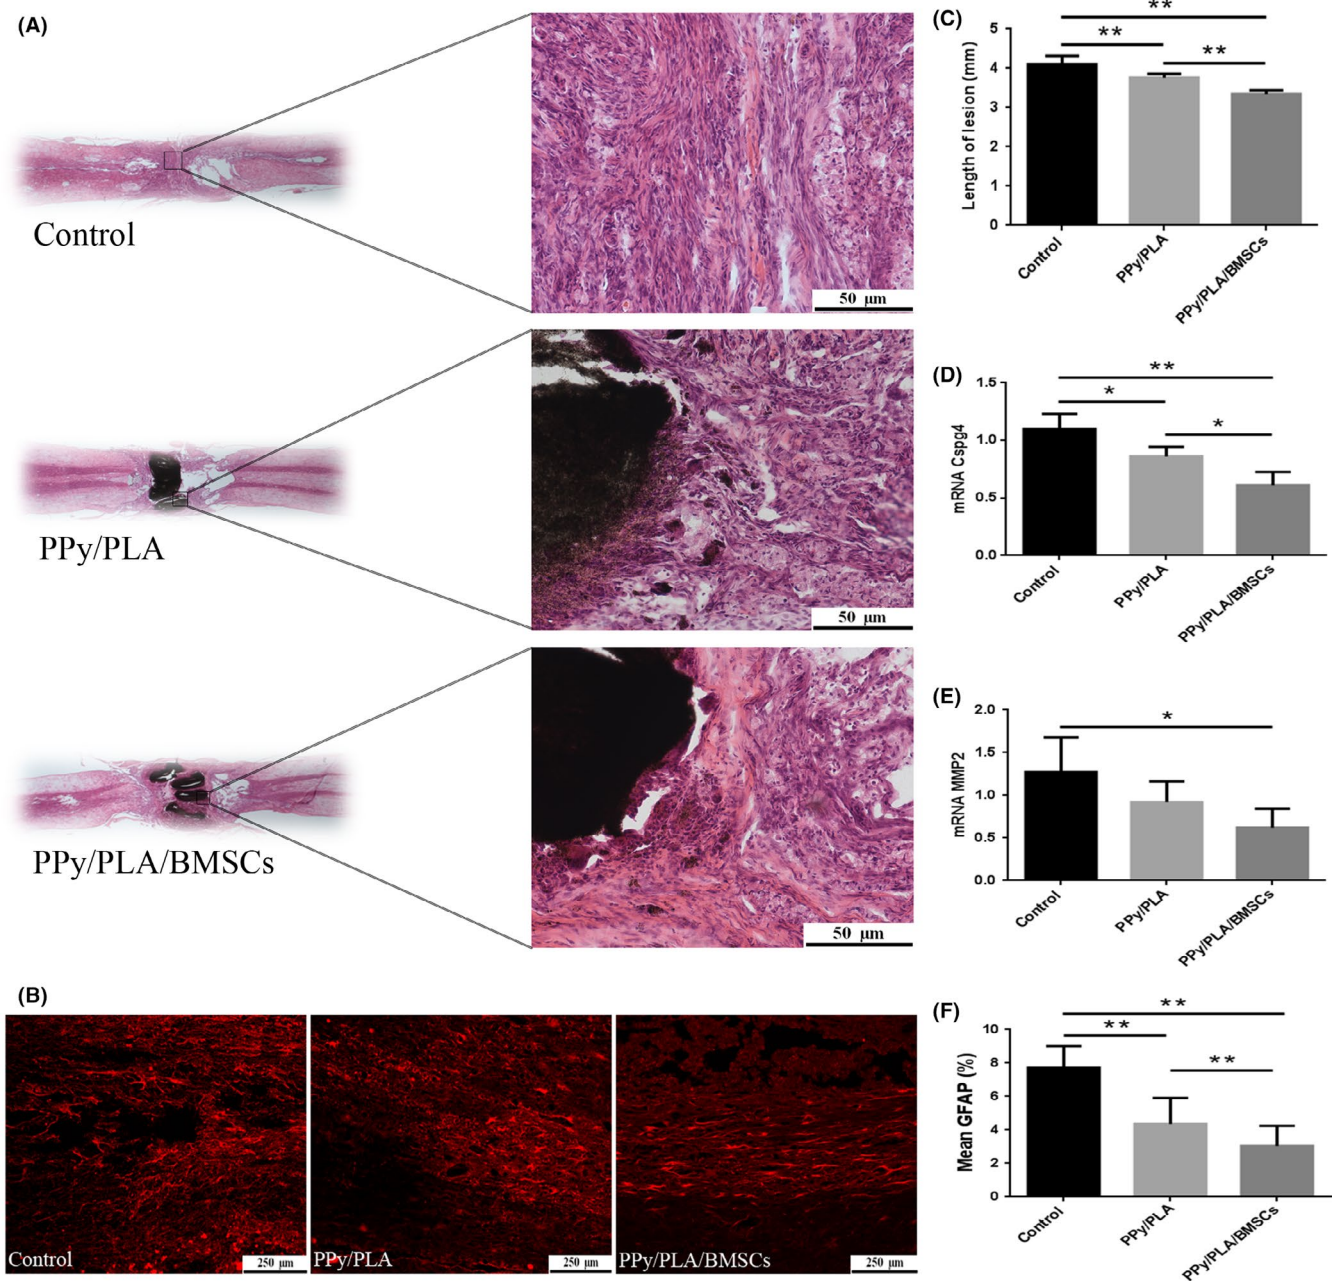 (A)
Control
50 µm
PPy/PLA
50 µm
PPy/PLA/BMSCs
50 µm
(B)
Control
250 µm
PPy/PLA
250 µm
PPy/PLA/BMSCs
250 µm
(C)
**
**
**
Length of lesion (mm)
5
4
3
2
1
0
Control
PPy/PLA
PPy/PLA/BMSCs
(D)
**
*
*
mRNA Cspg4
1.5
1.0
0.5
0.0
Control
PPy/PLA
PPy/PLA/BMSCs
(E)
*
mRNA MMP2
2.0
1.5
1.0
0.5
0.0
Control
PPy/PLA
PPy/PLA/BMSCs
(F)
**
**
**
Mean GFAP (%)
10
8
6
4
2
0
Control
PPy/PLA
PPy/PLA/BMSCs